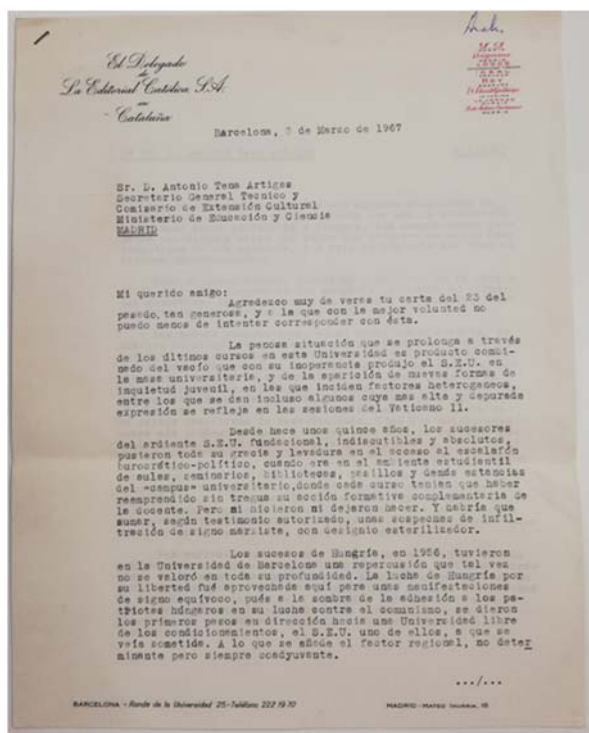 El Delegado
de
La Editorial Católica, S.A.
en
Cataluña
Barcelona, 3 de Marzo de 1967
Sr. D. Antonio Tena Artigas
Secretario General Tecnico y
Comisario de Extensión Cultural
Ministerio de Educación y Ciencia
MADRID
Mi querido amigo:
Agradezco muy de veras tu carta del 23 del
pasado, tan generosa, y a la que con la mejor voluntad no
puedo menos de intentar corresponder con ésta.
La penosa situación que se prolonga a través
de los últimos cursos en esta Universidad es producto combi-
nado del vacío que con su inoperancia produjo el S.E.U. en
la masa universitaria, y de la aparición de nuevas formas de
inquietud juvenil, en las que inciden factores heterogeneos,
entre los que se dan incluso algunos cuya mas alta y depurada
expresión se refleja en las sesiones del Vaticano II.
Desde hace unos quince años, los sucesores
del ardiente S.E.U. fundacional, indiscutibles y absolutos,
pusieron toda su gracia y levadura en el acceso al escalafón
burocrático-político, cuando era en el ambiente estudiantil
de aulas, seminarios, bibliotecas, pasillos y demás estancias
del -campus- universitario, donde cada curso tenían que haber
reemprendido sin tregua su acción formativa complementaria de
la docente. Pero ni hicieron ni dejaron hacer. Y habría que
sumar, según testimonio autorizado, unas sospechas de infil-
tración de signo marxista, con designio esterilizador.
Los sucesos de Hungría, en 1956, tuvieron
en la Universidad de Barcelona una repercusión que tal vez
no se valoró en toda su profundidad. La lucha de Hungría por
su libertad fué aprovechada aquí para unas manifestaciones
de signo equívoco, pués a la sombra de la adhesión a los pa-
triotas húngaros en su lucha contra el comunismo, se dieron
los primeros pasos en dirección hacia una Universidad libre
de los condicionamientos, el S.E.U. uno de ellos, a que se
veía sometida. A lo que se añade el factor regional, no deter
minante pero siempre coadyuvante.
.../...
BARCELONA - Ronda de la Universidad 25-Teléfono 222 19 10
MADRID - MATEO INURRIA, 15